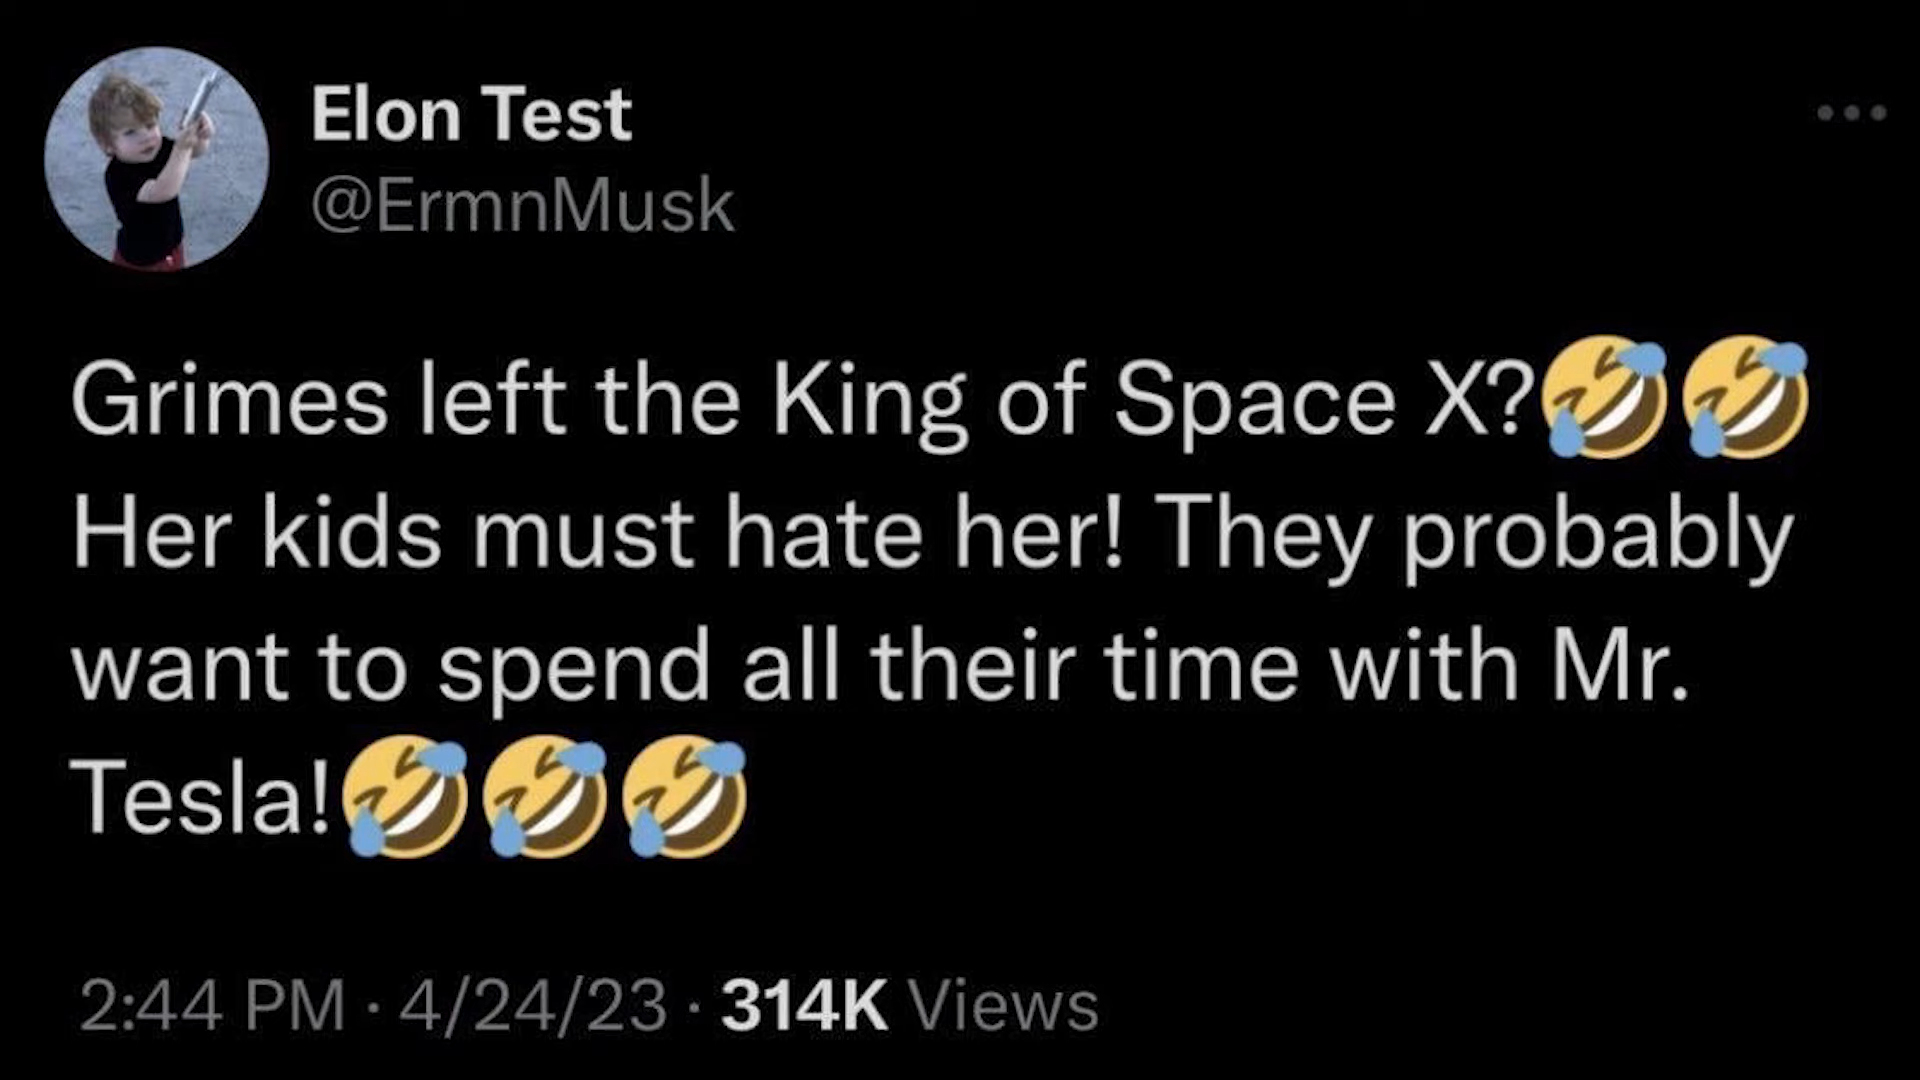 Elon Test
@ErmnMusk
Grimes left the King of Space X?🤣🤣
Her kids must hate her! They probably
want to spend all their time with Mr.
Tesla!🤣🤣🤣
2:44 PM · 4/24/23 · 314K Views